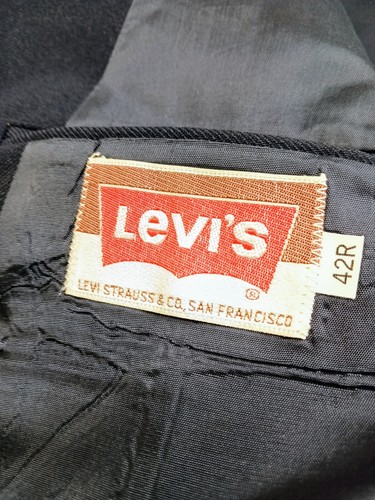 Levi's
®
LEVI STRAUSS & CO, SAN FRANCISCO
42R